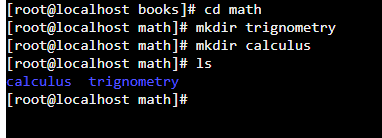 [root@localhost books]# cd math
[root@localhost math]# mkdir trignometry
[root@localhost math]# mkdir calculus
[root@localhost math]# ls
calculus  trignometry
[root@localhost math]#